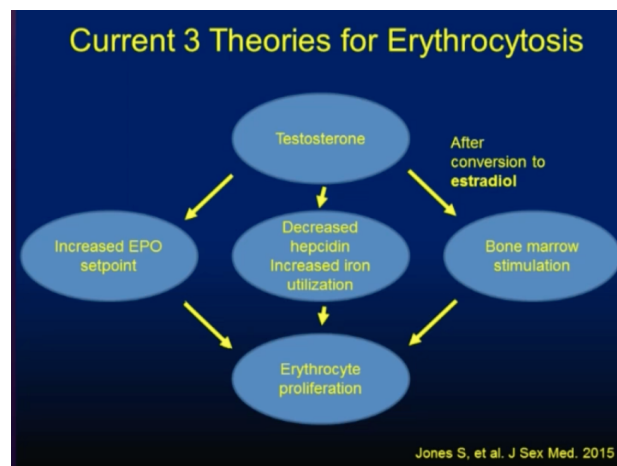 Current 3 Theories for Erythrocytosis
Testosterone
After
conversion to
estradiol
Increased EPO
setpoint
Decreased
hepcidin
Increased iron
utilization
Bone marrow
stimulation
Erythrocyte
proliferation
Jones S, et al. J Sex Med. 2015